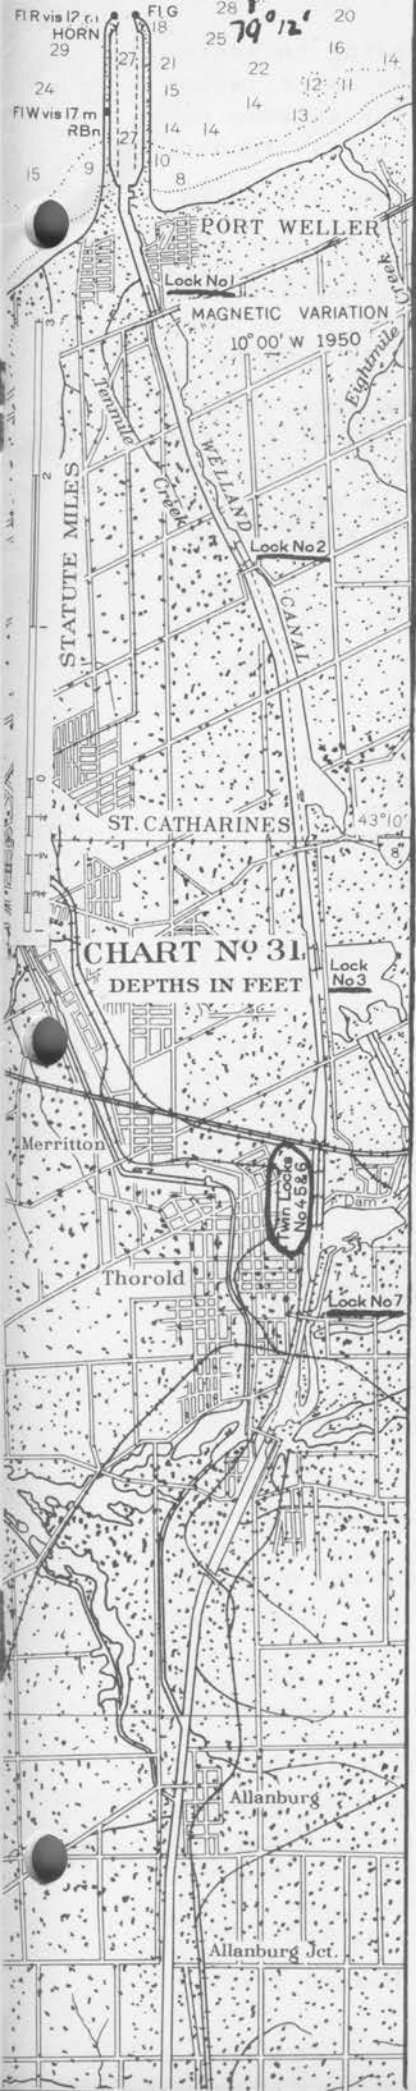 Fl R vis 17 m
HORN
Fl G
28
79°12'
20
18
25
29
27
21
16
14
22
24
15
12
11
Fl W vis 17 m
RBn
14
13
27
14
14
15
9
10
8
PORT WELLER
Lock No 1
MAGNETIC VARIATION
10°00' W 1950
Eightmile Creek
Tenmile Creek
WELLAND CANAL
STATUTE MILES
3
2
1
0
Lock No 2
ST. CATHARINES
43°10'
8
CHART No 31
DEPTHS IN FEET
Lock
No 3
Merritton
Twin Locks
No 4 5 & 6
Dam
Thorold
Lock No 7
Allanburg
Allanburg Jct.